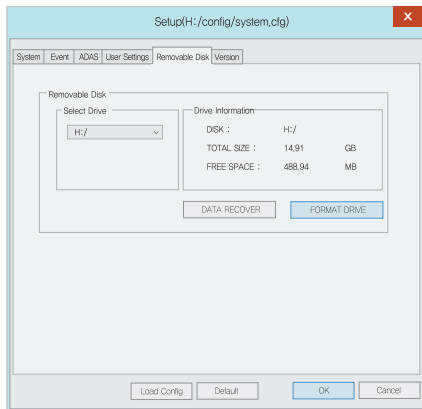 Setup(H:/config/system,cfg)
X
System Event ADAS User Settings Removable Disk Version
Removable Disk
Select Drive
H:/
Drive Information
DISK : H:/
TOTAL SIZE : 14,91 GB
FREE SPACE : 488,94 MB
DATA RECOVER FORMAT DRIVE
Load Config Default OK Cancel